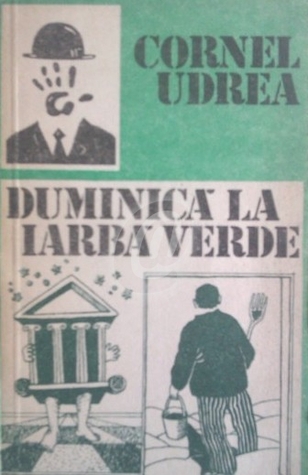 CORNEL
UDREA
DUMINICĂ LA
IARBĂ VERDE